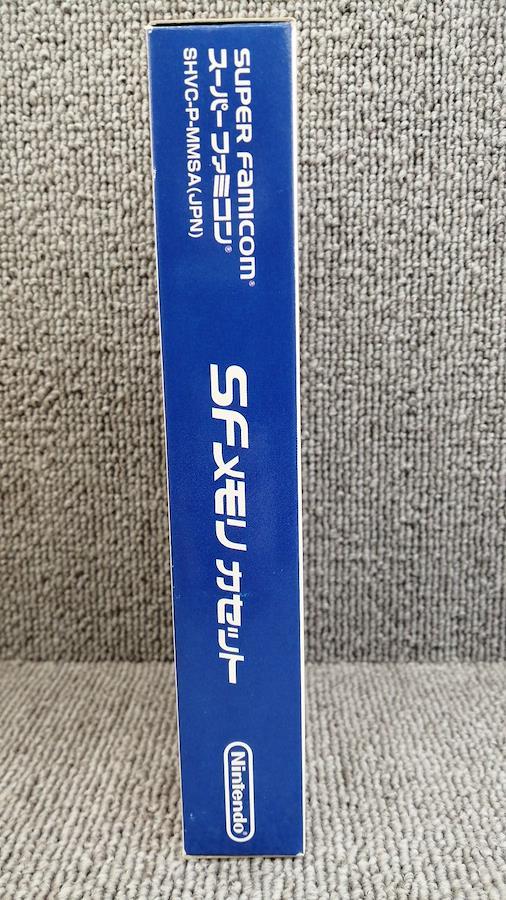 SUPER FAMICOM®
スーパーファミコン®
SHVC-P-MMSA(JPN)
SFメモリ カセット
Nintendo®